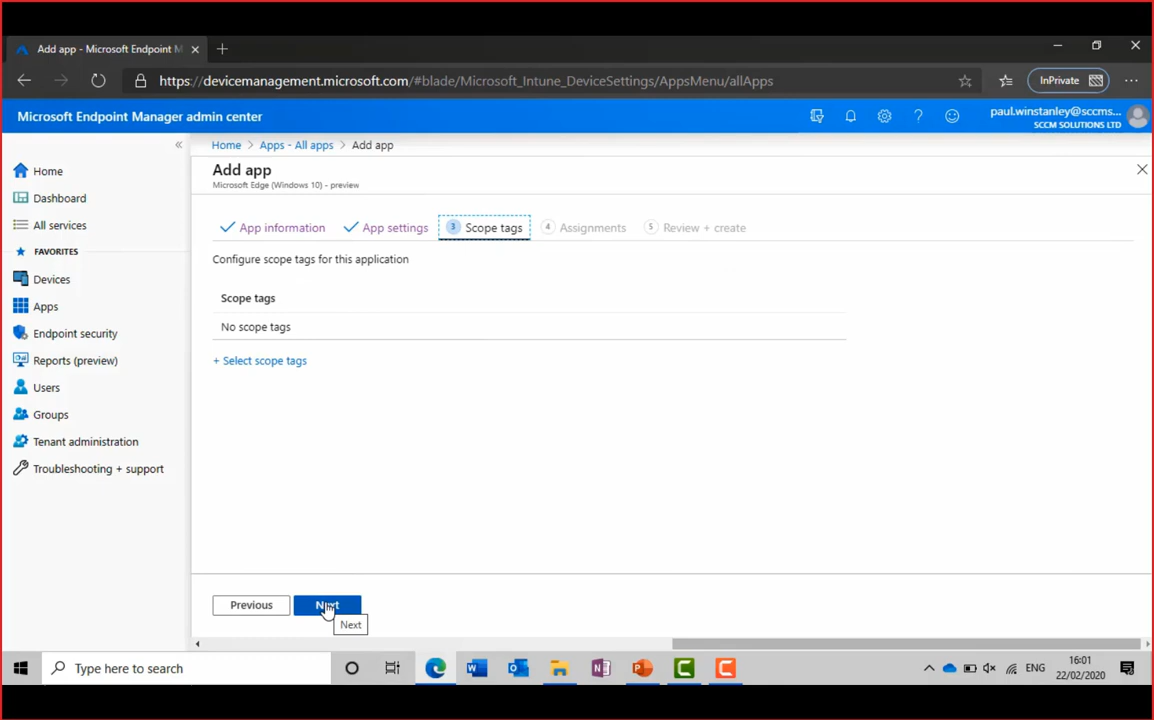 Add app - Microsoft Endpoint M
https://devicemanagement.microsoft.com/#blade/Microsoft_Intune_DeviceSettings/AppsMenu/allApps
InPrivate
Microsoft Endpoint Manager admin center
paul.winstanley@sccms...
SCCM SOLUTIONS LTD
Home > Apps - All apps > Add app
Add app
Microsoft Edge (Windows 10) - preview
Home
Dashboard
All services
FAVORITES
Devices
Apps
Endpoint security
Reports (preview)
Users
Groups
Tenant administration
Troubleshooting + support
App information
App settings
3 Scope tags
4 Assignments
5 Review + create
Configure scope tags for this application
Scope tags
No scope tags
+ Select scope tags
Previous
Next
Next
Type here to search
ENG
16:01
22/02/2020